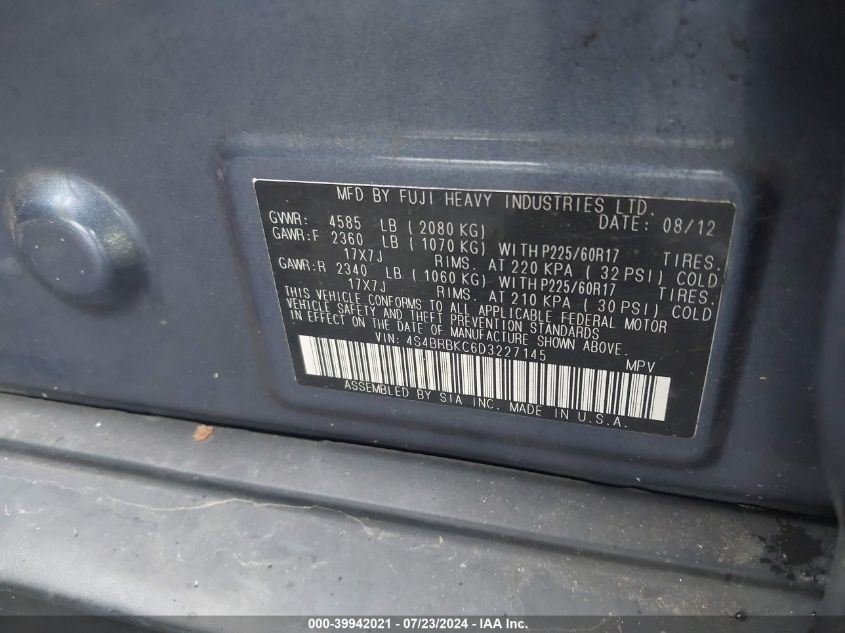 MFD BY FUJI HEAVY INDUSTRIES LTD.
GVWR: 4585 LB ( 2080 KG) DATE: 08/12
GAWR:F 2360 LB ( 1070 KG) WITH P225/60R17 TIRES.
17X7J RIMS. AT 220 KPA ( 32 PSI) COLD
GAWR:R 2340 LB ( 1060 KG) WITH P225/60R17 TIRES.
17X7J RIMS. AT 210 KPA ( 30 PSI) COLD
THIS VEHICLE CONFORMS TO ALL APPLICABLE FEDERAL MOTOR
VEHICLE SAFETY AND THEFT PREVENTION STANDARDS
IN EFFECT ON THE DATE OF MANUFACTURE SHOWN ABOVE.
VIN: 4S4BRBKC6D3227145 MPV
ASSEMBLED BY SIA INC. MADE IN U.S.A.
000-39942021 - 07/23/2024 - IAAI.com